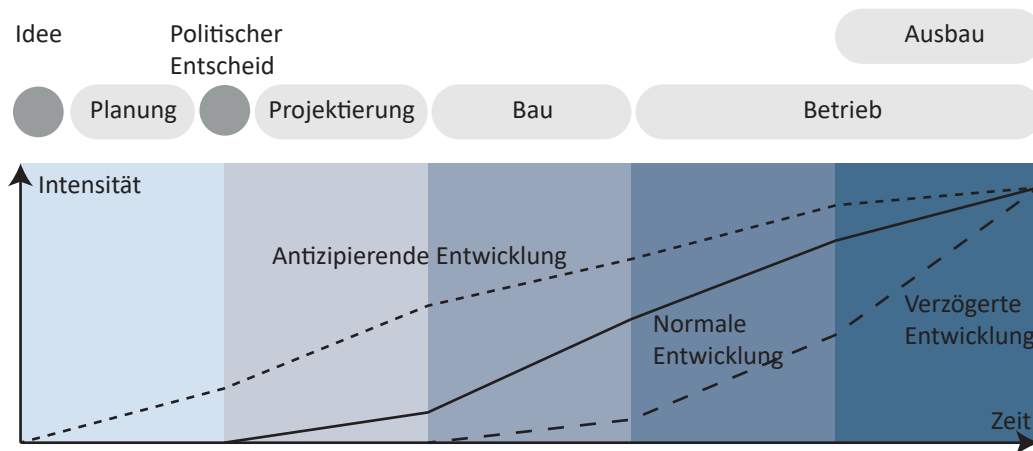 Idee
Politischer
Entscheid
Ausbau
Planung
Projektierung
Bau
Betrieb
Intensität
Antizipierende Entwicklung
Normale
Entwicklung
Verzögerte
Entwicklung
Zeit